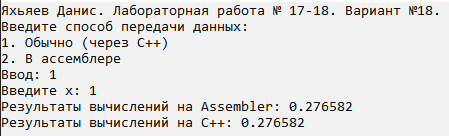 Яхьяев Данис. Лабораторная работа № 17-18. Вариант №18.
Введите способ передачи данных:
1. Обычно (через C++)
2. В ассемблере
Ввод: 1
Введите x: 1
Результаты вычислений на Assembler: 0.276582
Результаты вычислений на C++: 0.276582